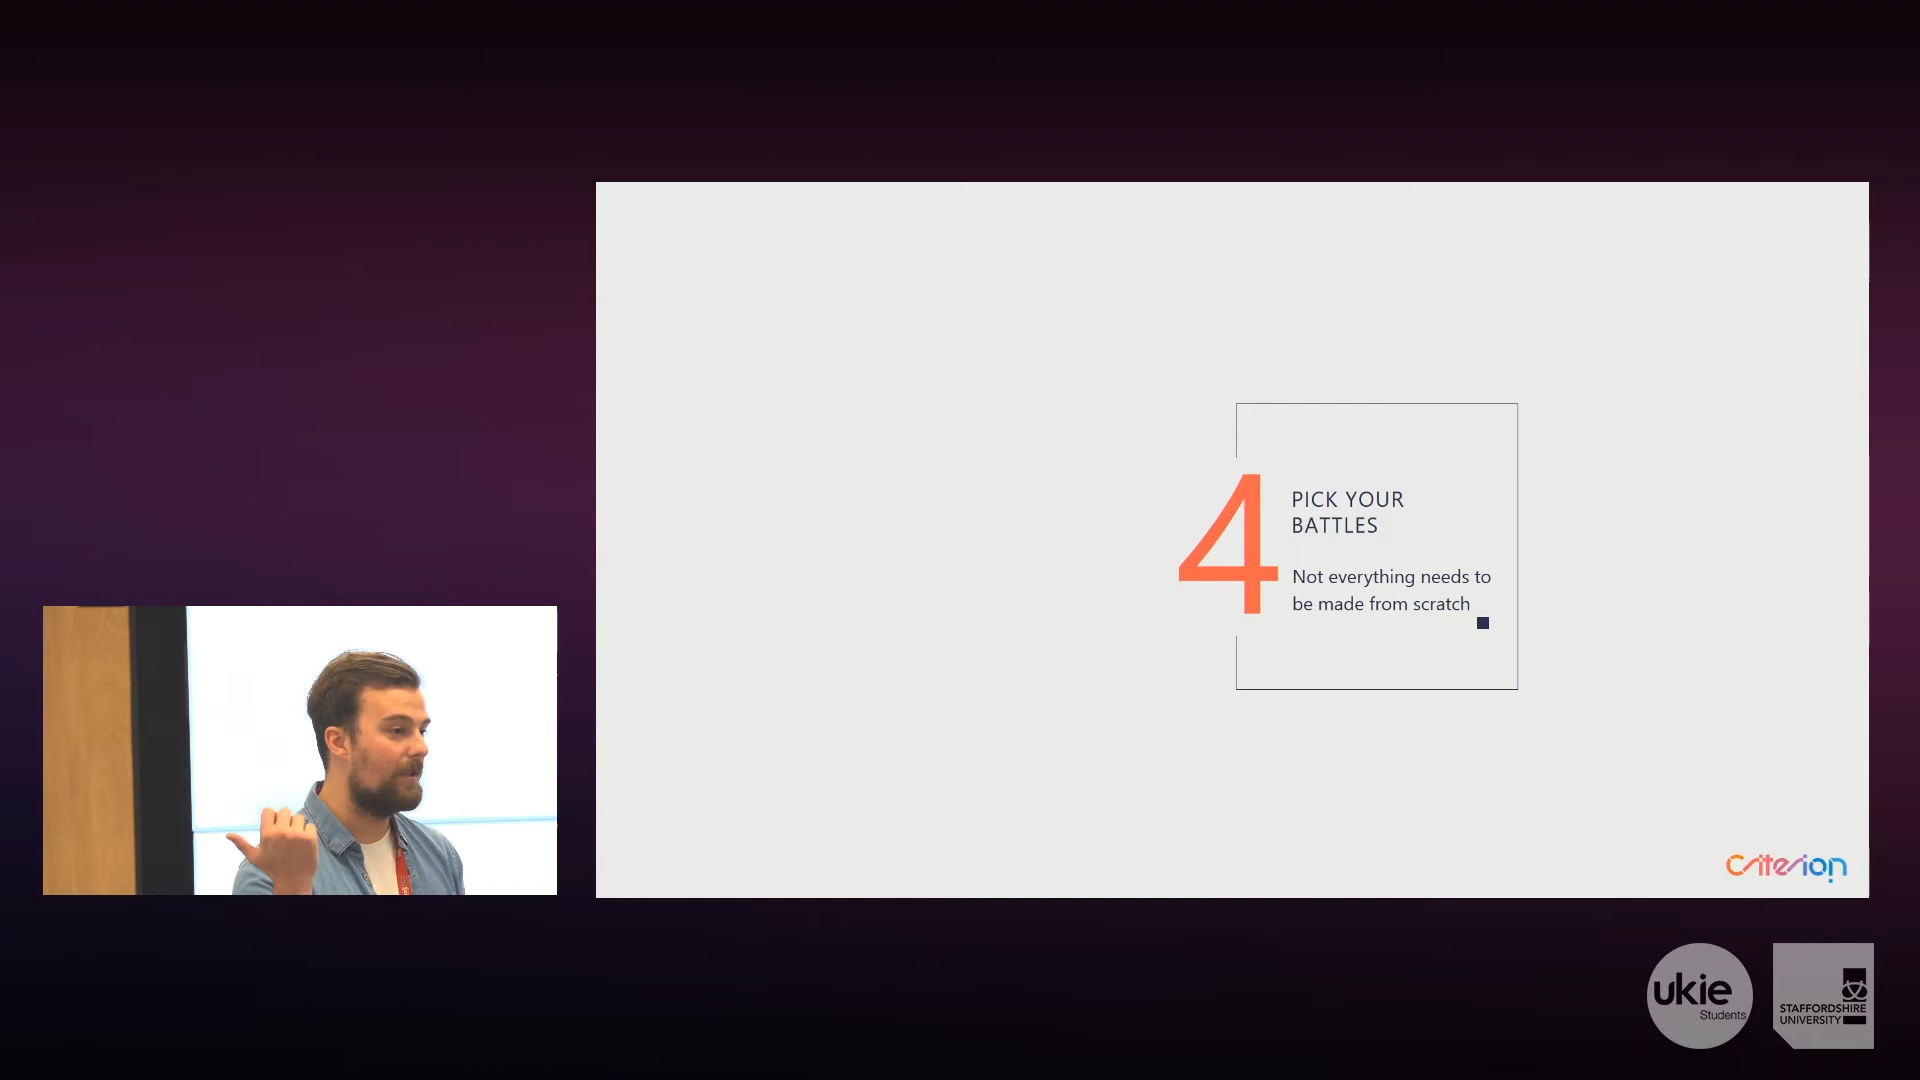 4
PICK YOUR
BATTLES
Not everything needs to
be made from scratch
Criterion
ukie
Students
STAFFORDSHIRE
UNIVERSITY